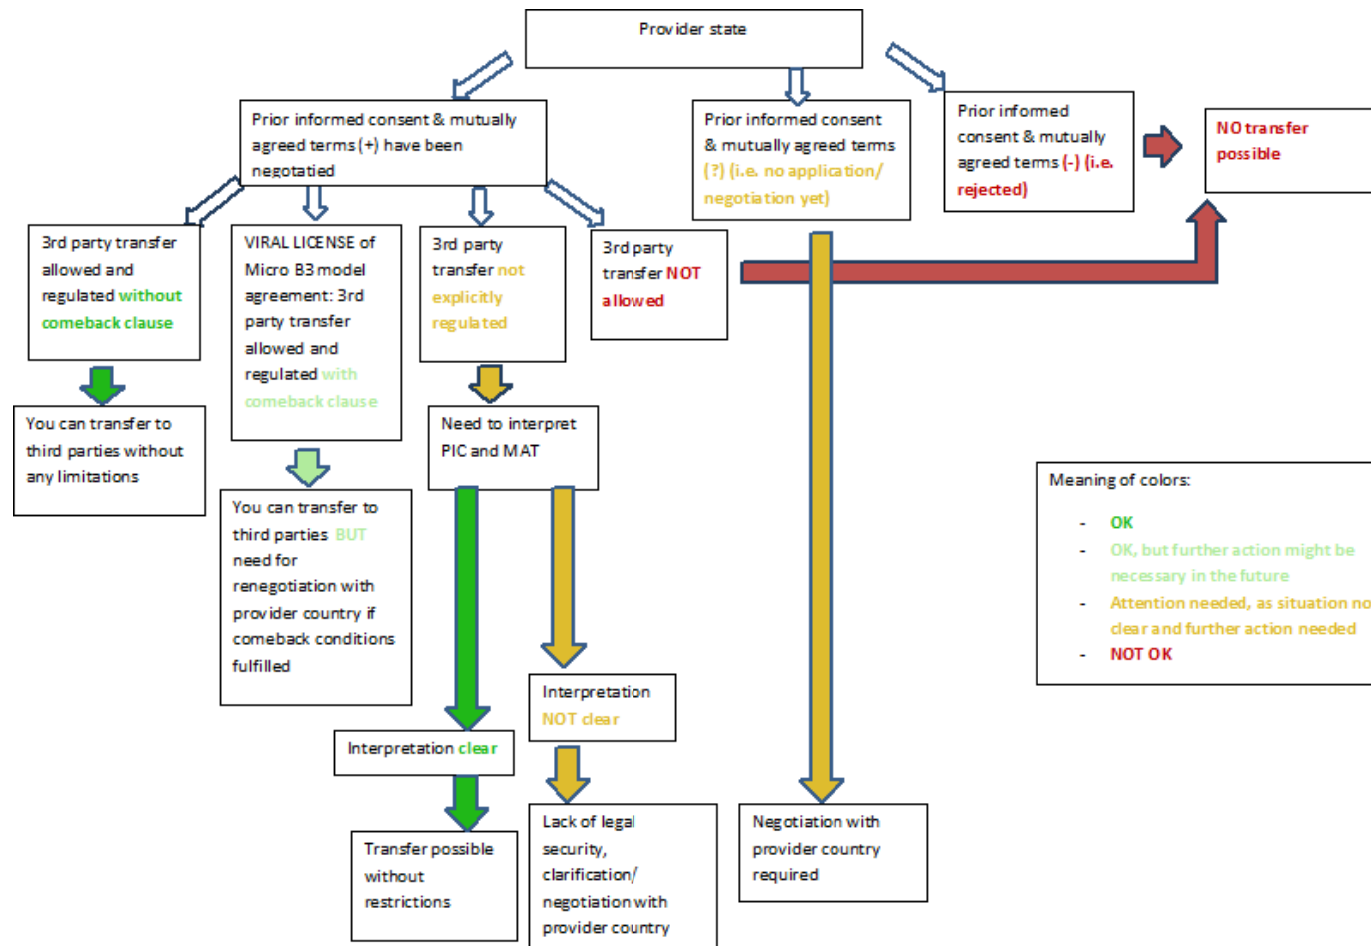 Provider state
Prior informed consent & mutually
agreed terms (+) have been
negotatied
Prior informed consent
& mutually agreed terms
(?) (i.e. no application/
negotiation yet)
Prior informed
consent & mutually
agreed terms (-) (i.e.
rejected)
NO transfer
possible
3rd party transfer
allowed and
regulated without
comeback clause
VIRAL LICENSE of
Micro B3 model
agreement: 3rd
party transfer
allowed and
regulated with
comeback clause
3rd party
transfer not
explicitly
regulated
3rd party
transfer NOT
allowed
You can transfer to
third parties without
any limitations
Need to interpret
PIC and MAT
You can transfer to
third parties BUT
need for
renegotiation with
provider country if
comeback conditions
fulfilled
Meaning of colors:
- OK
- OK, but further action might be
necessary in the future
- Attention needed, as situation no
clear and further action needed
- NOT OK
Interpretation
NOT clear
Interpretation clear
Transfer possible
without
restrictions
Lack of legal
security,
clarification/
negotiation with
provider country
Negotiation with
provider country
required